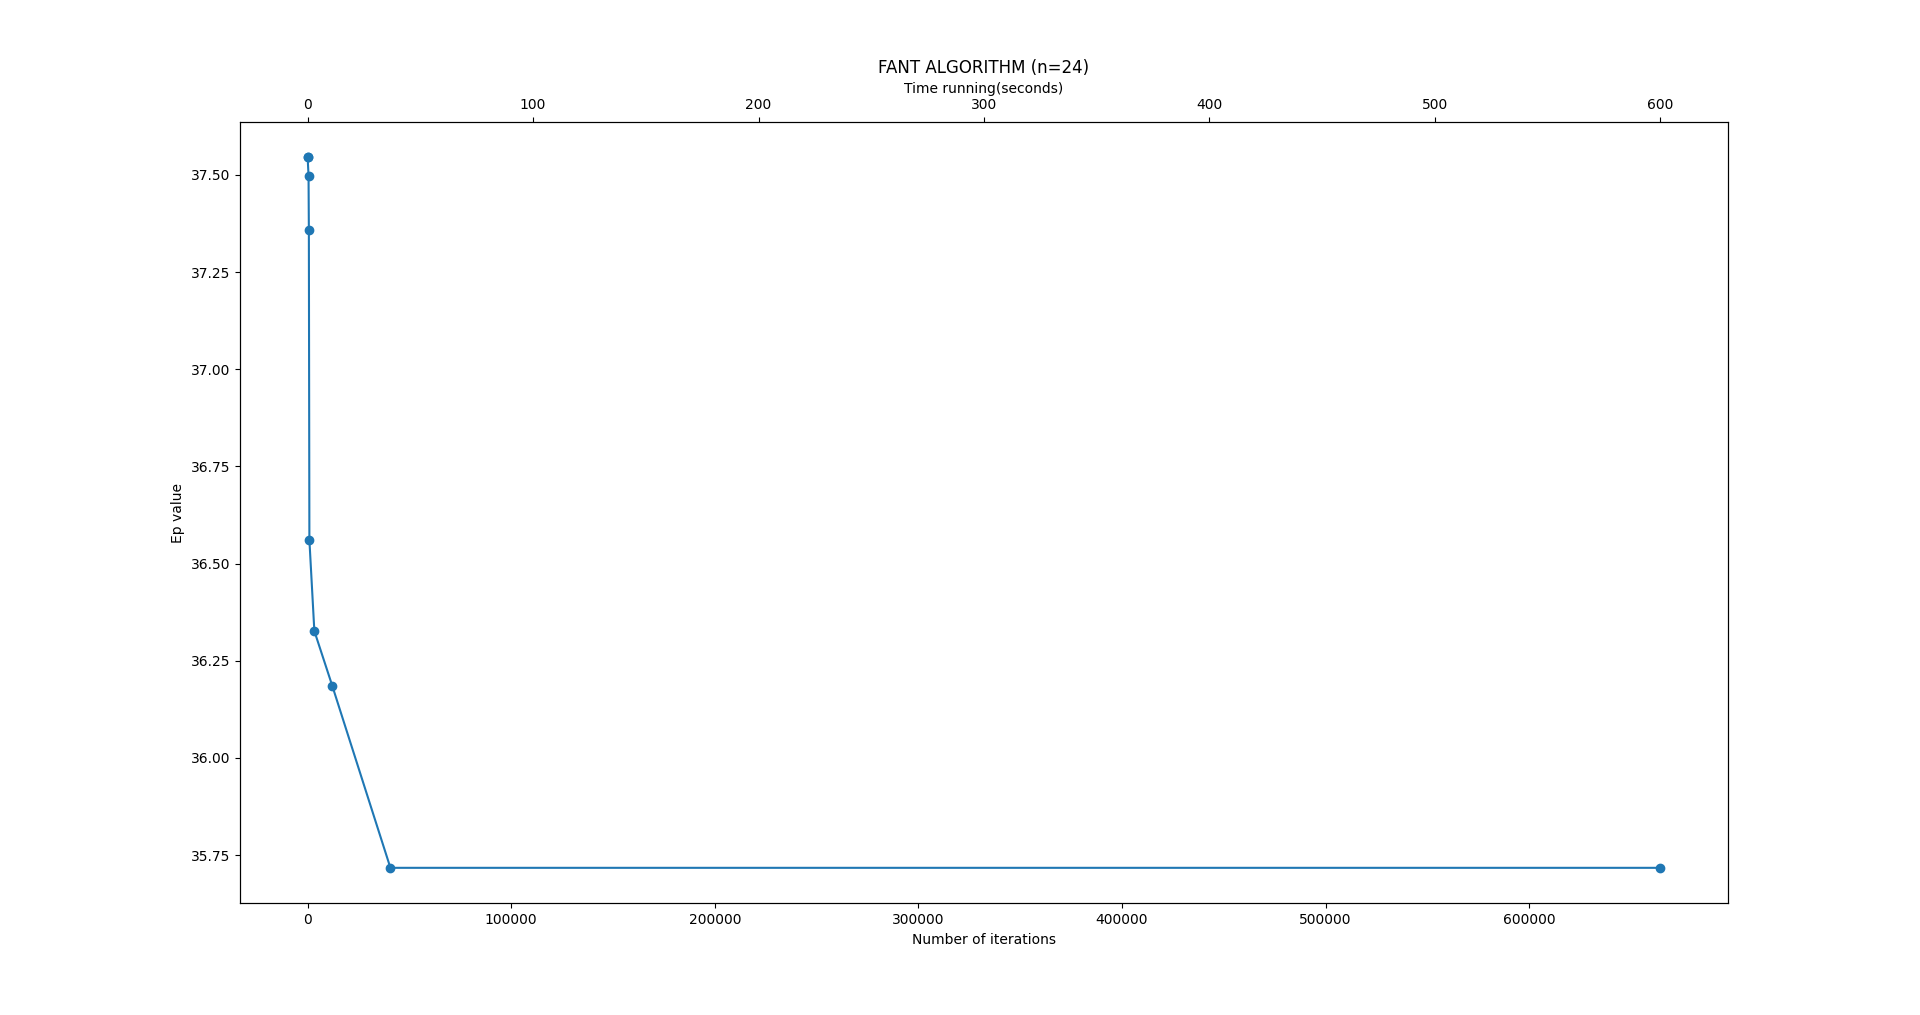 FANT ALGORITHM (n=24)
Time running(seconds)
0 100 200 300 400 500 600
37.50
37.25
37.00
36.75
36.50
36.25
36.00
35.75
Ep value
0 100000 200000 300000 400000 500000 600000
Number of iterations